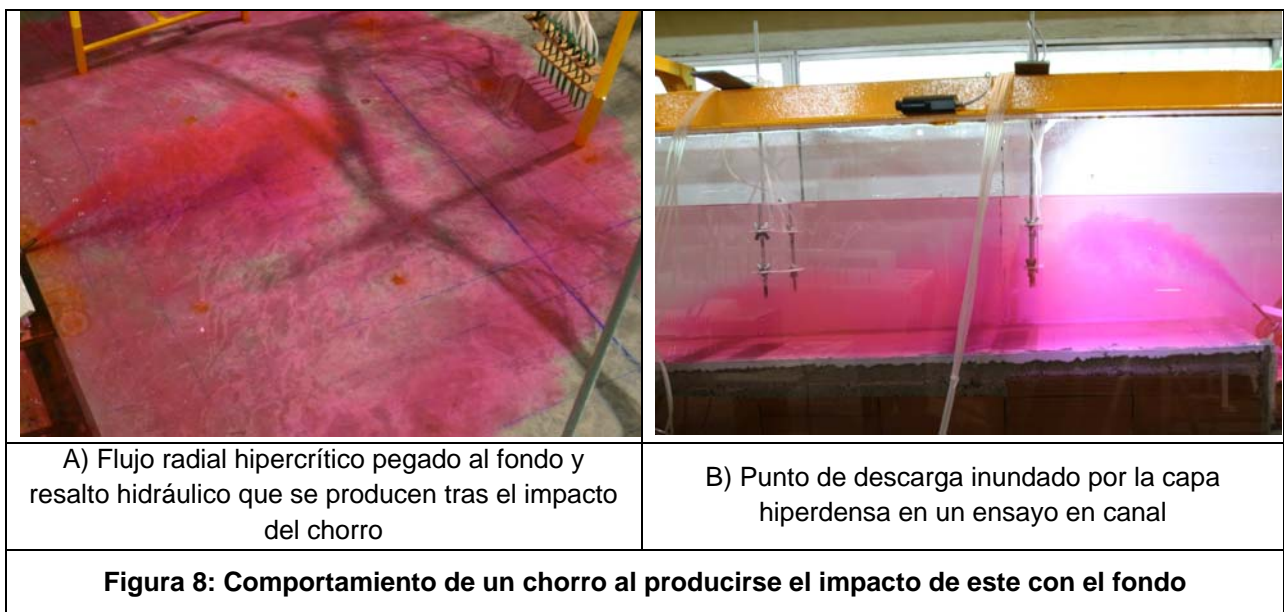 A) Flujo radial hipercrítico pegado al fondo y
resalto hidráulico que se producen tras el impacto
del chorro
B) Punto de descarga inundado por la capa
hiperdensa en un ensayo en canal
Figura 8: Comportamiento de un chorro al producirse el impacto de este con el fondo